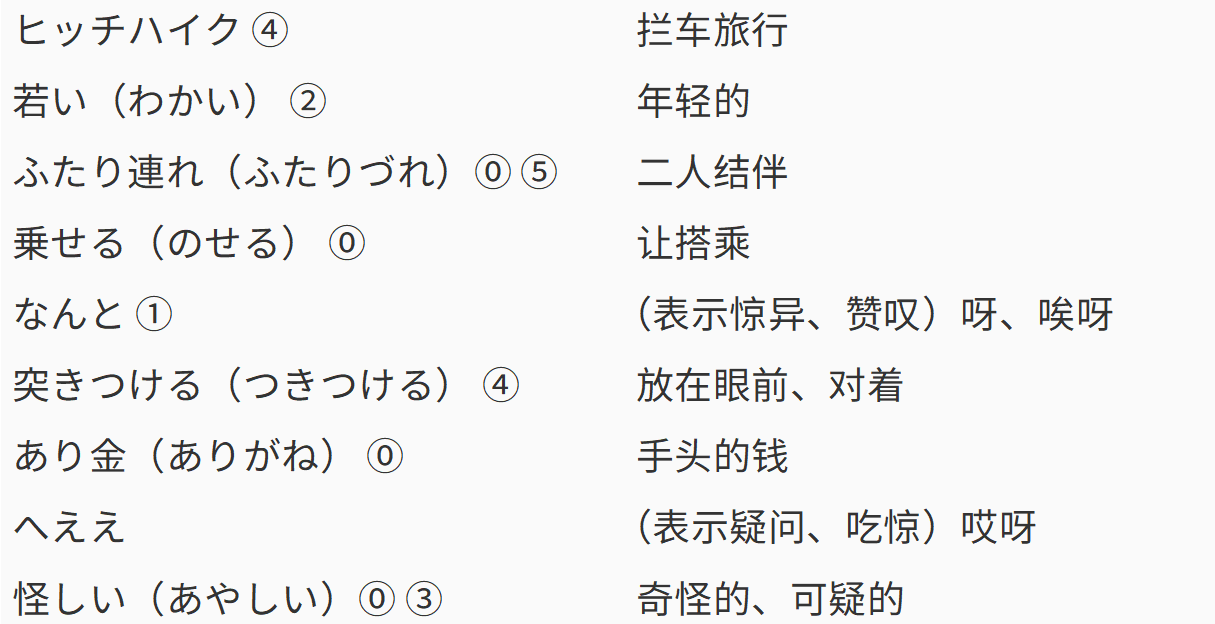 ヒッチハイク ④ 拦车旅行
若い（わかい） ② 年轻的
ふたり連れ（ふたりづれ）⓪ ⑤ 二人结伴
乗せる（のせる） ⓪ 让搭乘
なんと ① （表示惊异、赞叹）呀、唉呀
突きつける（つきつける） ④ 放在眼前、对着
あり金（ありがね） ⓪ 手头的钱
へええ （表示疑问、吃惊）哎呀
怪しい（あやしい）⓪ ③ 奇怪的、可疑的